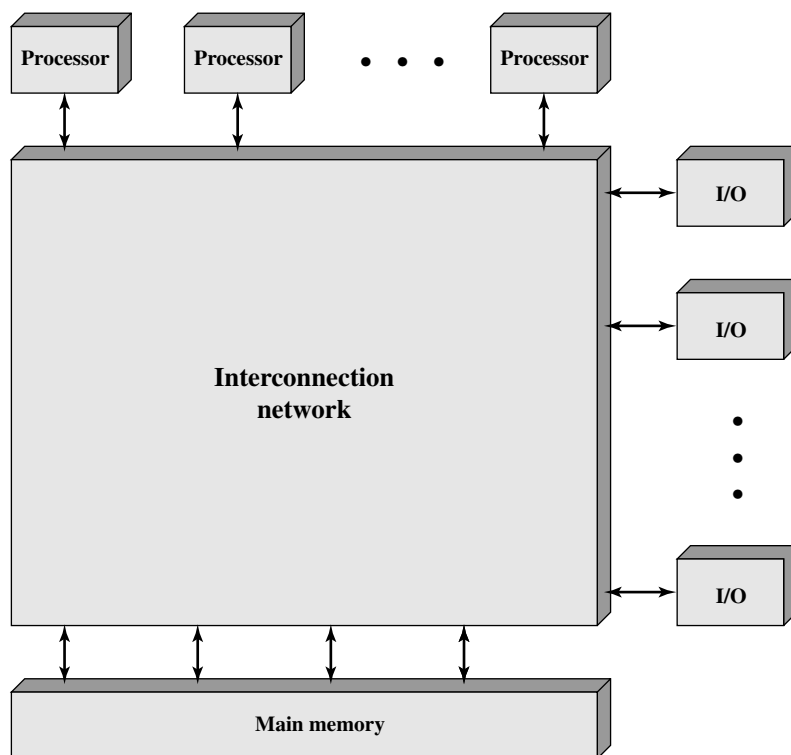 Processor
Processor
Processor
I/O
I/O
Interconnection
network
I/O
Main memory